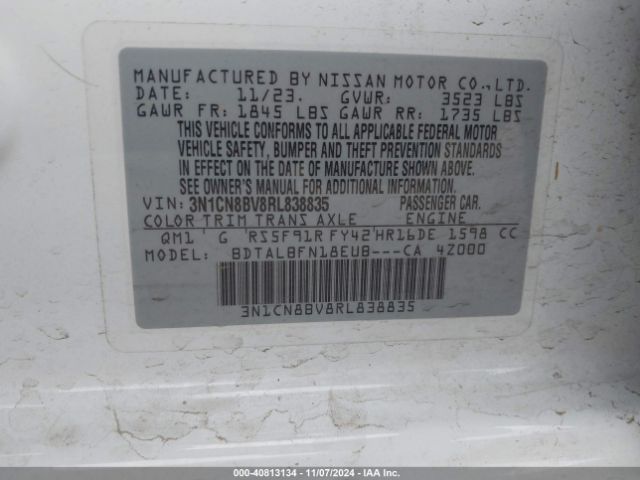 MANUFACTURED BY NISSAN MOTOR CO., LTD.
DATE: 11/23. GVWR: 3523 LBS
GAWR FR: 1845 LBS GAWR RR: 1735 LBS
THIS VEHICLE CONFORMS TO ALL APPLICABLE FEDERAL MOTOR
VEHICLE SAFETY, BUMPER AND THEFT PREVENTION STANDARDS
IN EFFECT ON THE DATE OF MANUFACTURE SHOWN ABOVE.
SEE OWNER'S MANUAL FOR ADDITIONAL INFORMATION.
VIN: 3N1CN8BV8RL838835 PASSENGER CAR.
COLOR TRIM TRANS AXLE ENGINE
QM1 ' G ' RS5F91R FY42 HR16DE 1598 CC
MODEL: BDTALBFN18EUB---CA 4Z000
3N1CN8BV8RL838835
000-40813134 | 11/07/2024 | IAA Inc.